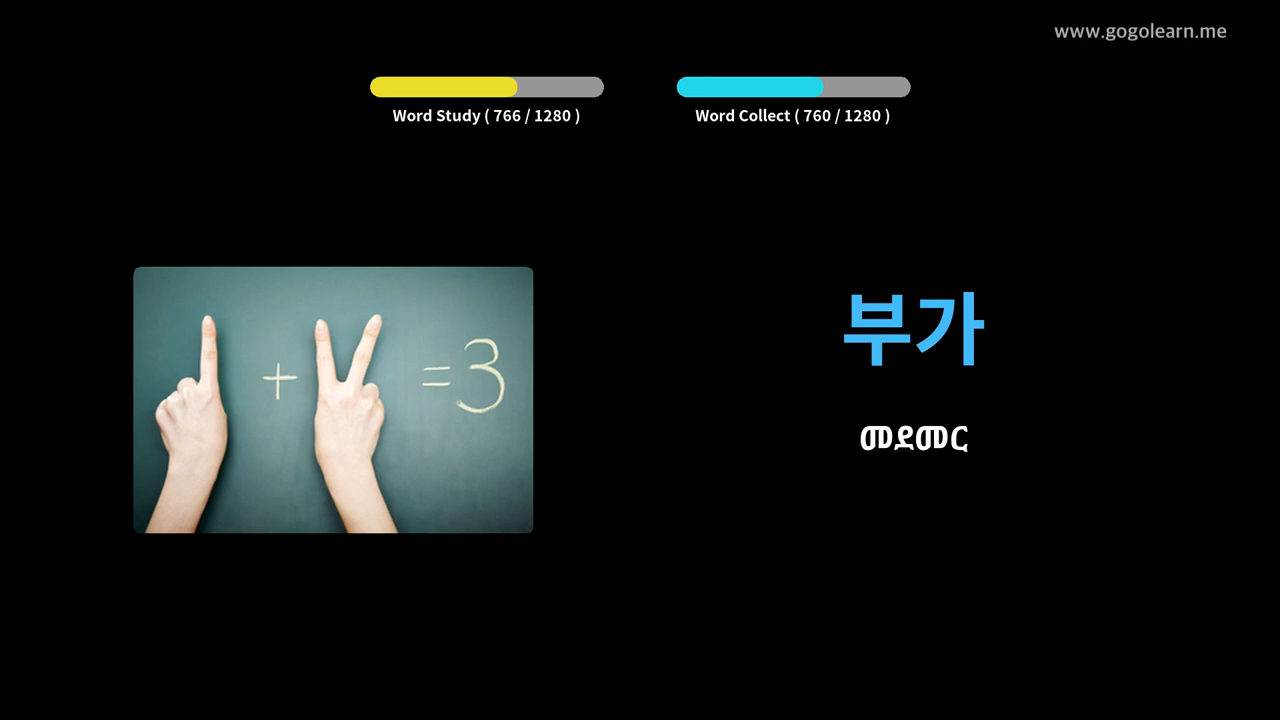 www.gogolearn.me
Word Study ( 766 / 1280 )
Word Collect ( 760 / 1280 )
+ =3
부가
መደመር